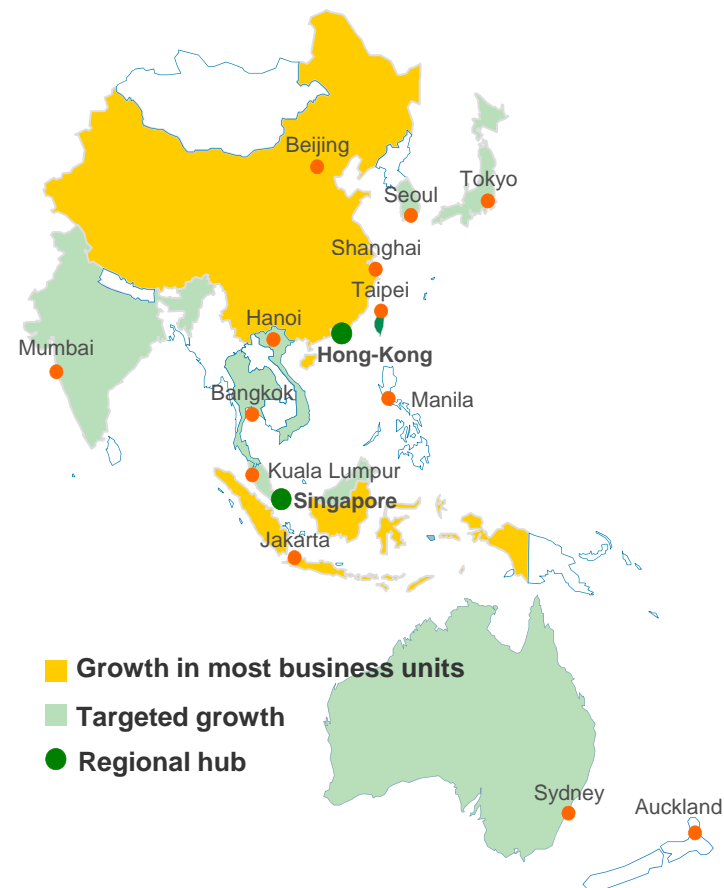 Beijing
Tokyo
Seoul
Shanghai
Taipei
Hanoi
Mumbai
Hong-Kong
Bangkok
Manila
Kuala Lumpur
Singapore
Jakarta
Growth in most business units
Targeted growth
Regional hub
Sydney
Auckland